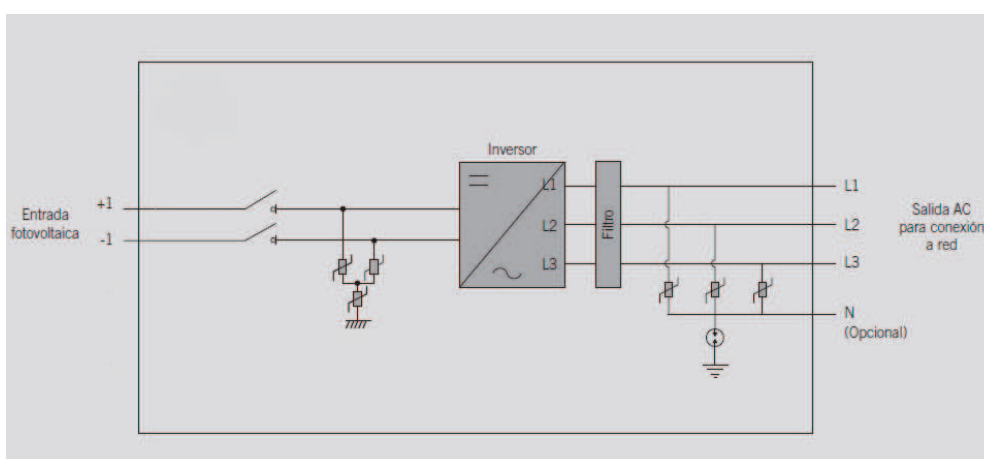 Inversor
+1
Entrada
fotovoltaica
-1
L1
L2
L3
Filtro
L1
L2
L3
Salida AC
para conexión
a red
N
(Opcional)